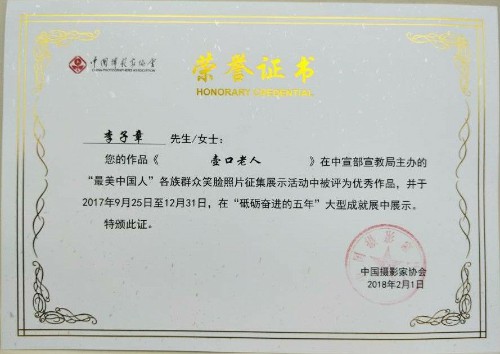 中国摄影家协会
荣誉证书
HONORARY CREDENTIAL
李子章 先生/女士：
您的作品《 壶口老人 》在中宣部宣教局主办的
“最美中国人”各族群众笑脸照片征集展示活动中被评为优秀作品，并于
2017年9月25日至12月31日，在“砥砺奋进的五年”大型成就展中展示。
特颁此证。
中国摄影家协会
2018年2月1日